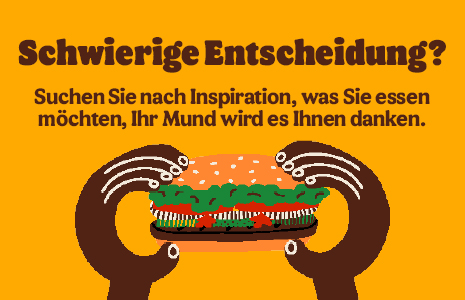 Schwierige Entscheidung?
Suchen Sie nach Inspiration, was Sie essen
möchten, Ihr Mund wird es Ihnen danken.